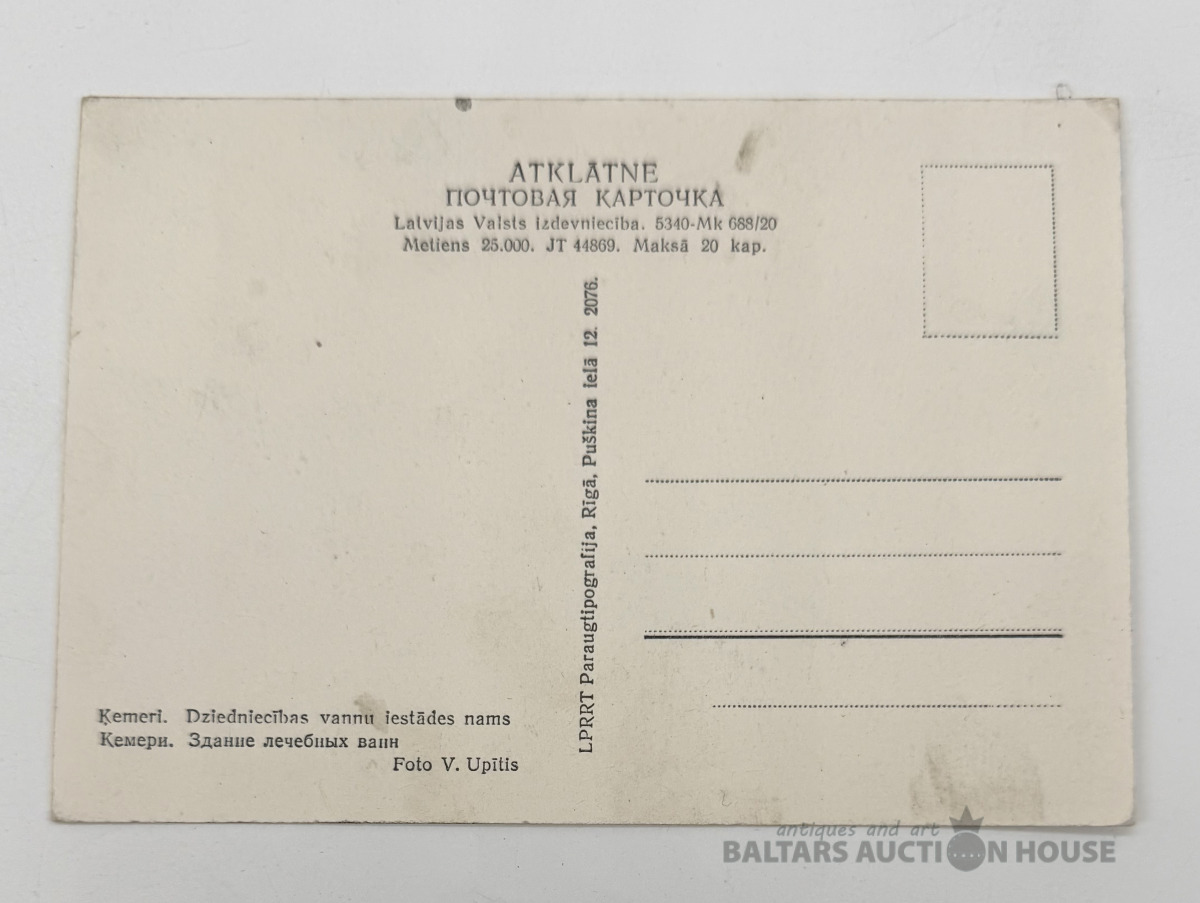 ATKLĀTNE
ПОЧТОВАЯ КАРТОЧКА
Latvijas Valsts izdevniecība. 5340-Mk 688/20
Metiens 25.000. JT 44869. Maksā 20 kap.
LPRRT Paraugtipografija, Rīgā, Puškina ielā 12. 2076.
Ķemeri. Dziedniecības vannu iestādes nams
Кемери. Здание лечебных ванн
Foto V. Upītis
antiques and art
BALTARS AUCTION HOUSE